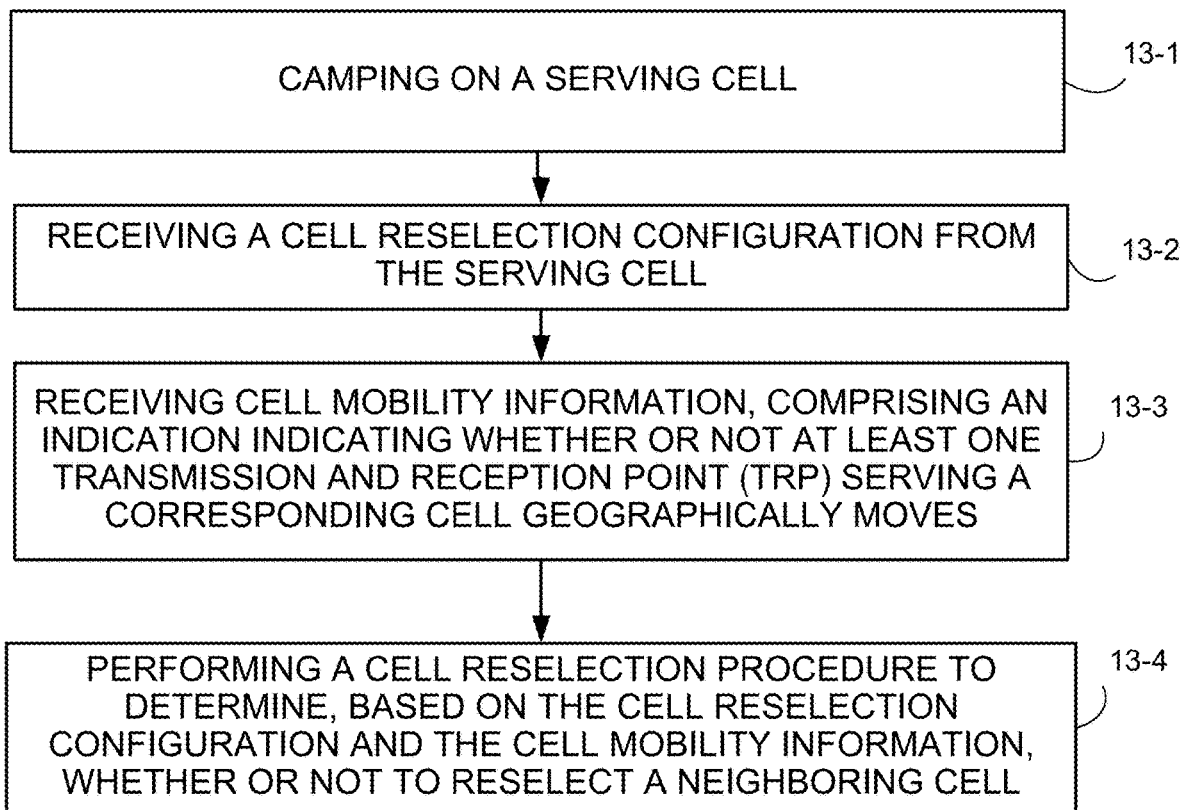 CAMPING ON A SERVING CELL
13-1
RECEIVING A CELL RESELECTION CONFIGURATION FROM
THE SERVING CELL
13-2
RECEIVING CELL MOBILITY INFORMATION, COMPRISING AN
INDICATION INDICATING WHETHER OR NOT AT LEAST ONE
TRANSMISSION AND RECEPTION POINT (TRP) SERVING A
CORRESPONDING CELL GEOGRAPHICALLY MOVES
13-3
PERFORMING A CELL RESELECTION PROCEDURE TO
DETERMINE, BASED ON THE CELL RESELECTION
CONFIGURATION AND THE CELL MOBILITY INFORMATION,
WHETHER OR NOT TO RESELECT A NEIGHBORING CELL
13-4